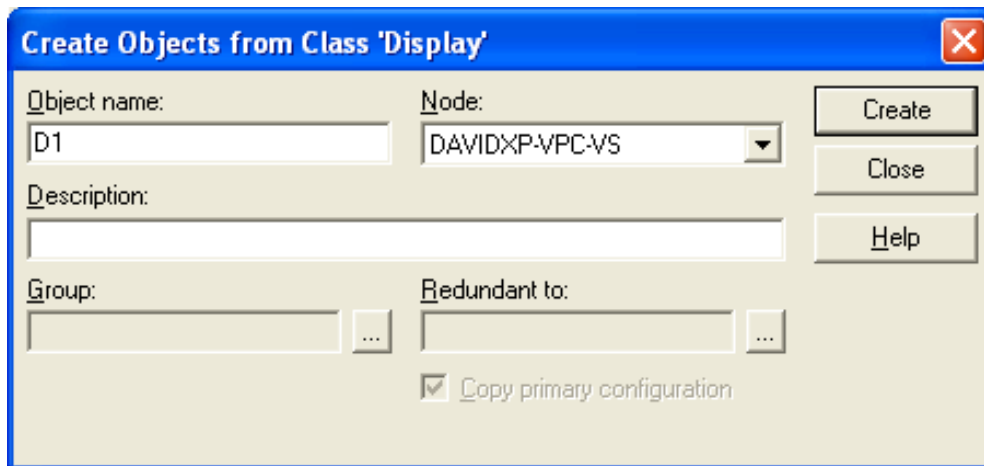 Create Objects from Class 'Display'
Object name:
D1
Node:
DAVIDXP-VPC-VS
Create
Close
Help
Description:
Group:
...
Redundant to:
...
Copy primary configuration